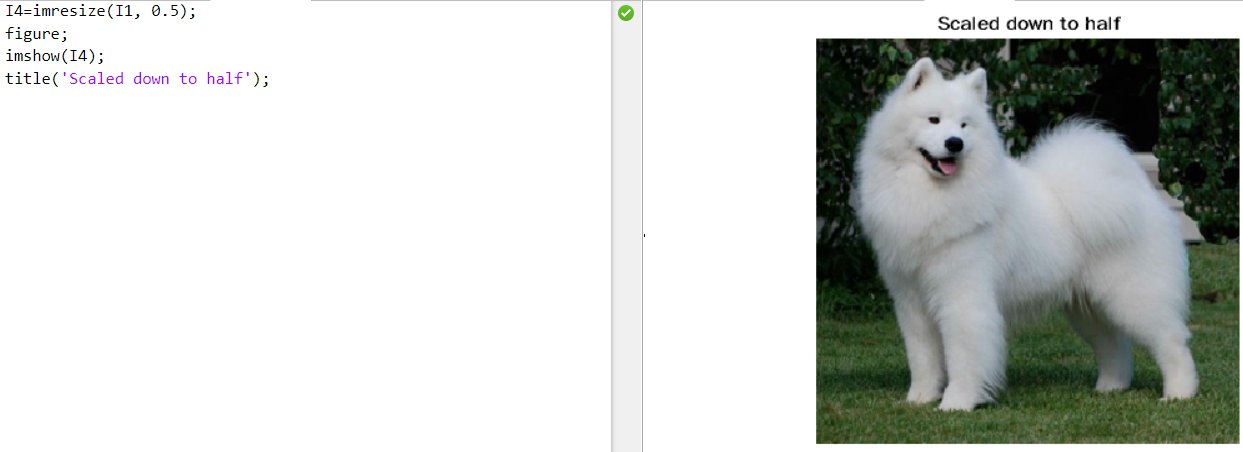 I4=imresize(I1, 0.5);
figure;
imshow(I4);
title('Scaled down to half');
Scaled down to half